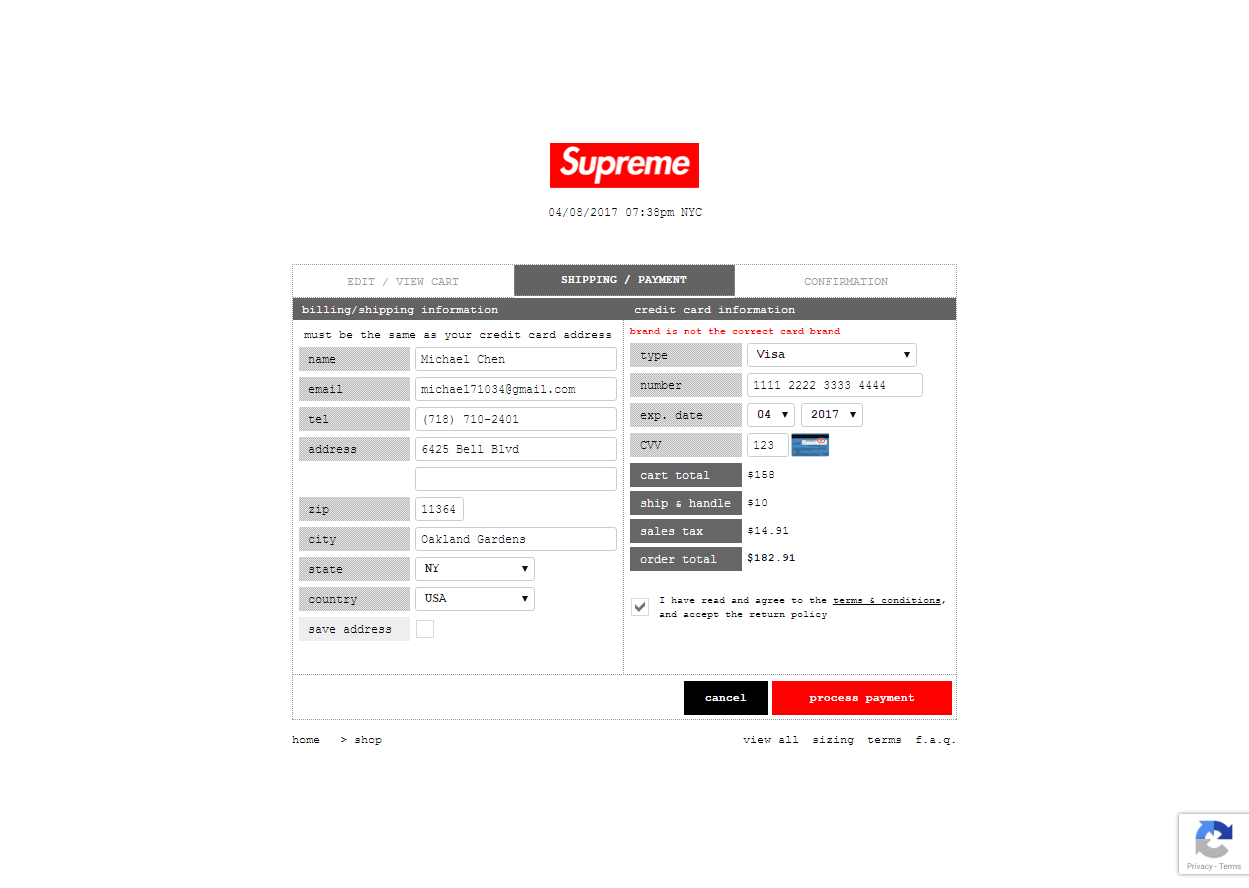 Supreme
04/08/2017 07:38pm NYC
EDIT / VIEW CART
SHIPPING / PAYMENT
CONFIRMATION
billing/shipping information
must be the same as your credit card address
name Michael Chen
email michael71034@gmail.com
tel (718) 710-2401
address 6425 Bell Blvd
zip 11364
city Oakland Gardens
state NY
country USA
save address
credit card information
brand is not the correct card brand
type Visa
number 1111 2222 3333 4444
exp. date 04 2017
CVV 123
cart total $158
ship & handle $10
sales tax $14.91
order total $182.91
I have read and agree to the terms & conditions,
and accept the return policy
cancel process payment
home > shop
view all sizing terms f.a.q.
Privacy - Terms